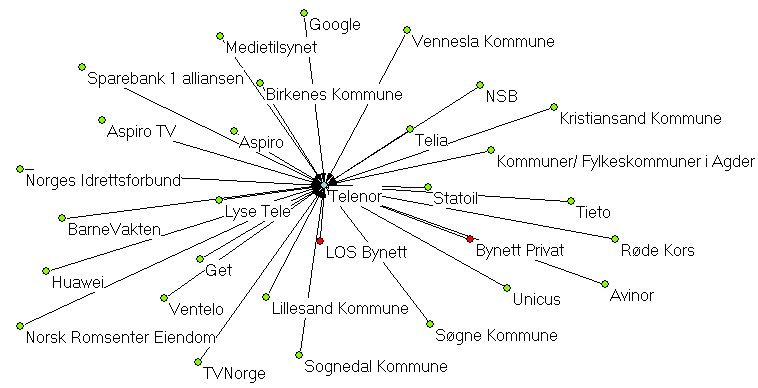 Google
Medietilsynet
Vennesla Kommune
Sparebank 1 alliansen
Birkenes Kommune
NSB
Kristiansand Kommune
Aspiro TV
Aspiro
Telia
Kommuner/ Fylkeskommuner i Agder
Norges Idrettsforbund
Telenor
Statoil
Lyse Tele
Tieto
BarneVakten
LOS Bynett
Bynett Privat
Røde Kors
Get
Huawei
Ventelo
Lillesand Kommune
Unicus
Avinor
Norsk Romsenter Eiendom
Søgne Kommune
TVNorge
Sognedal Kommune